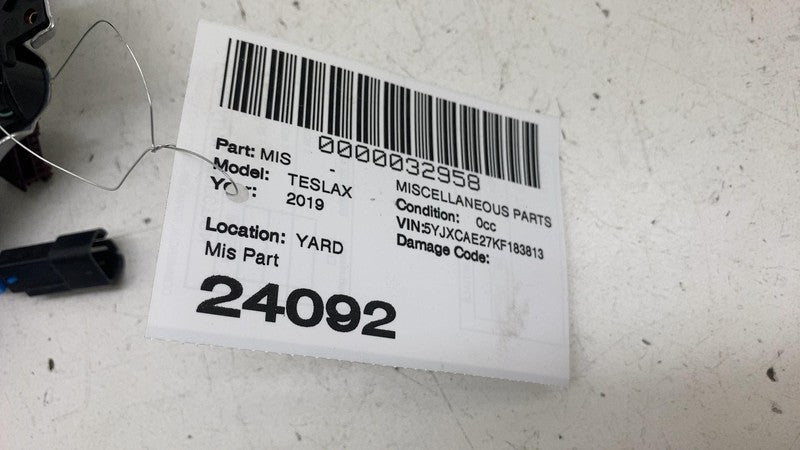 0000032958
Part: MIS - MISCELLANEOUS PARTS
Model: TESLAX Condition: 0cc
Year: 2019 VIN:5YJXCAE27KF183813
Damage Code:
Location: YARD
Mis Part
24092